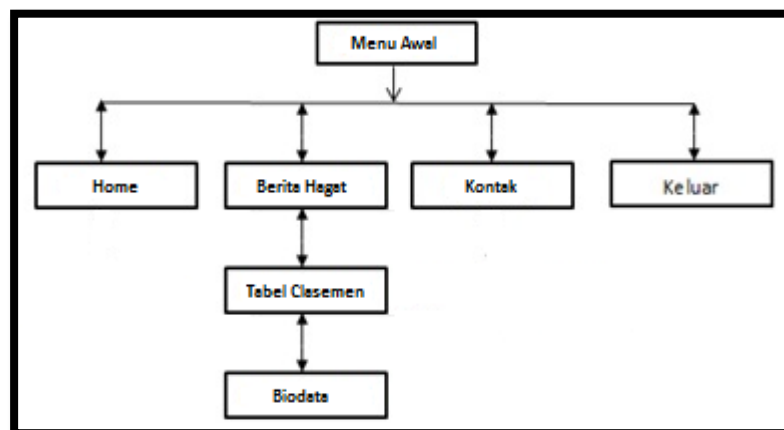 Menu Awal
Home
Berita Hagat
Kontak
Keluar
Tabel Clasemen
Biodata